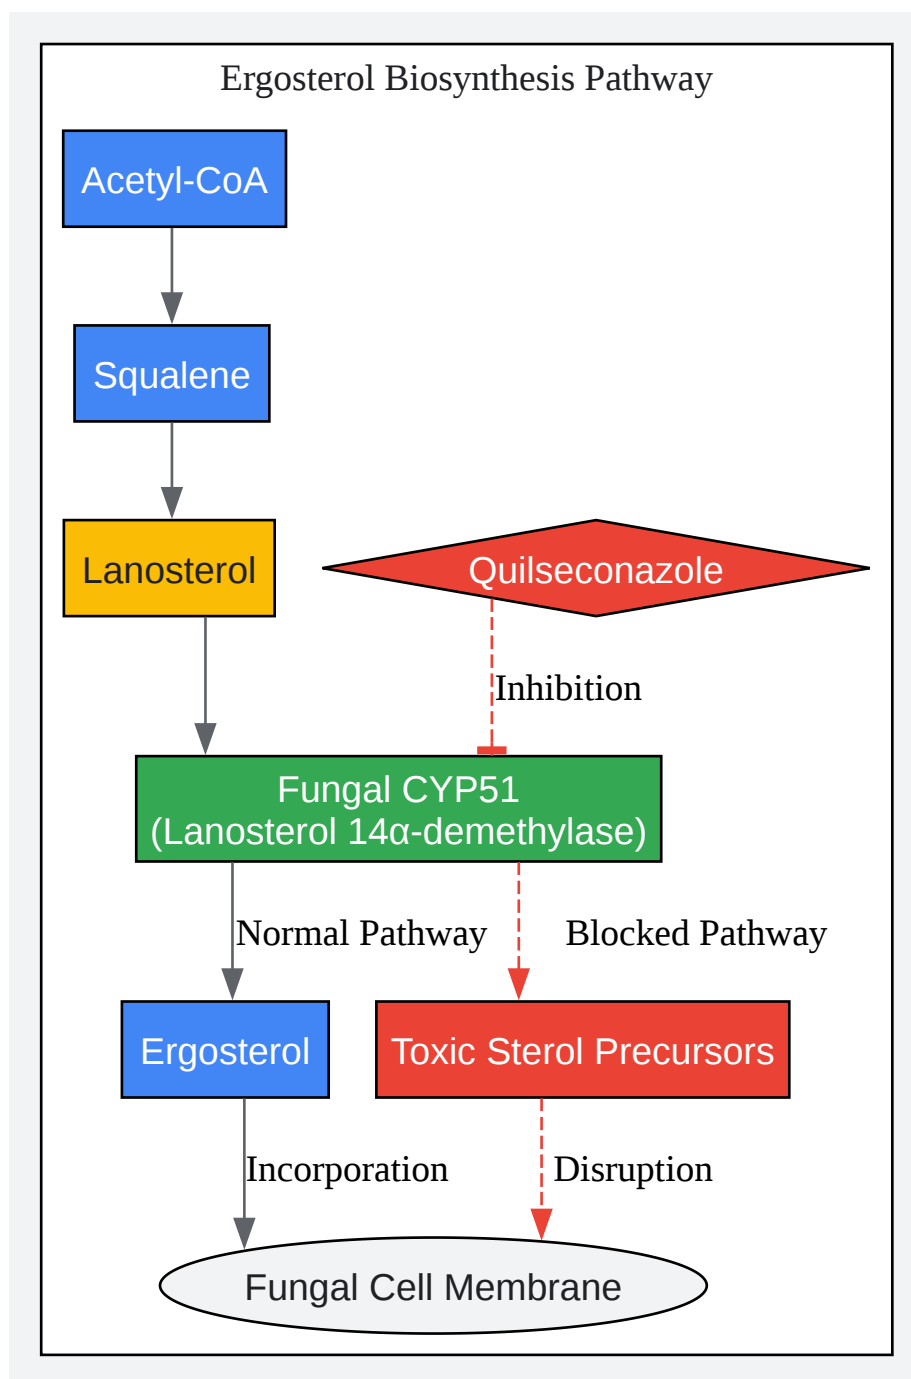 Ergosterol Biosynthesis Pathway
Acetyl-CoA
Squalene
Lanosterol
Quilseconazole
Inhibition
Fungal CYP51
(Lanosterol 14α-demethylase)
Normal Pathway
Blocked Pathway
Ergosterol
Toxic Sterol Precursors
Incorporation
Disruption
Fungal Cell Membrane